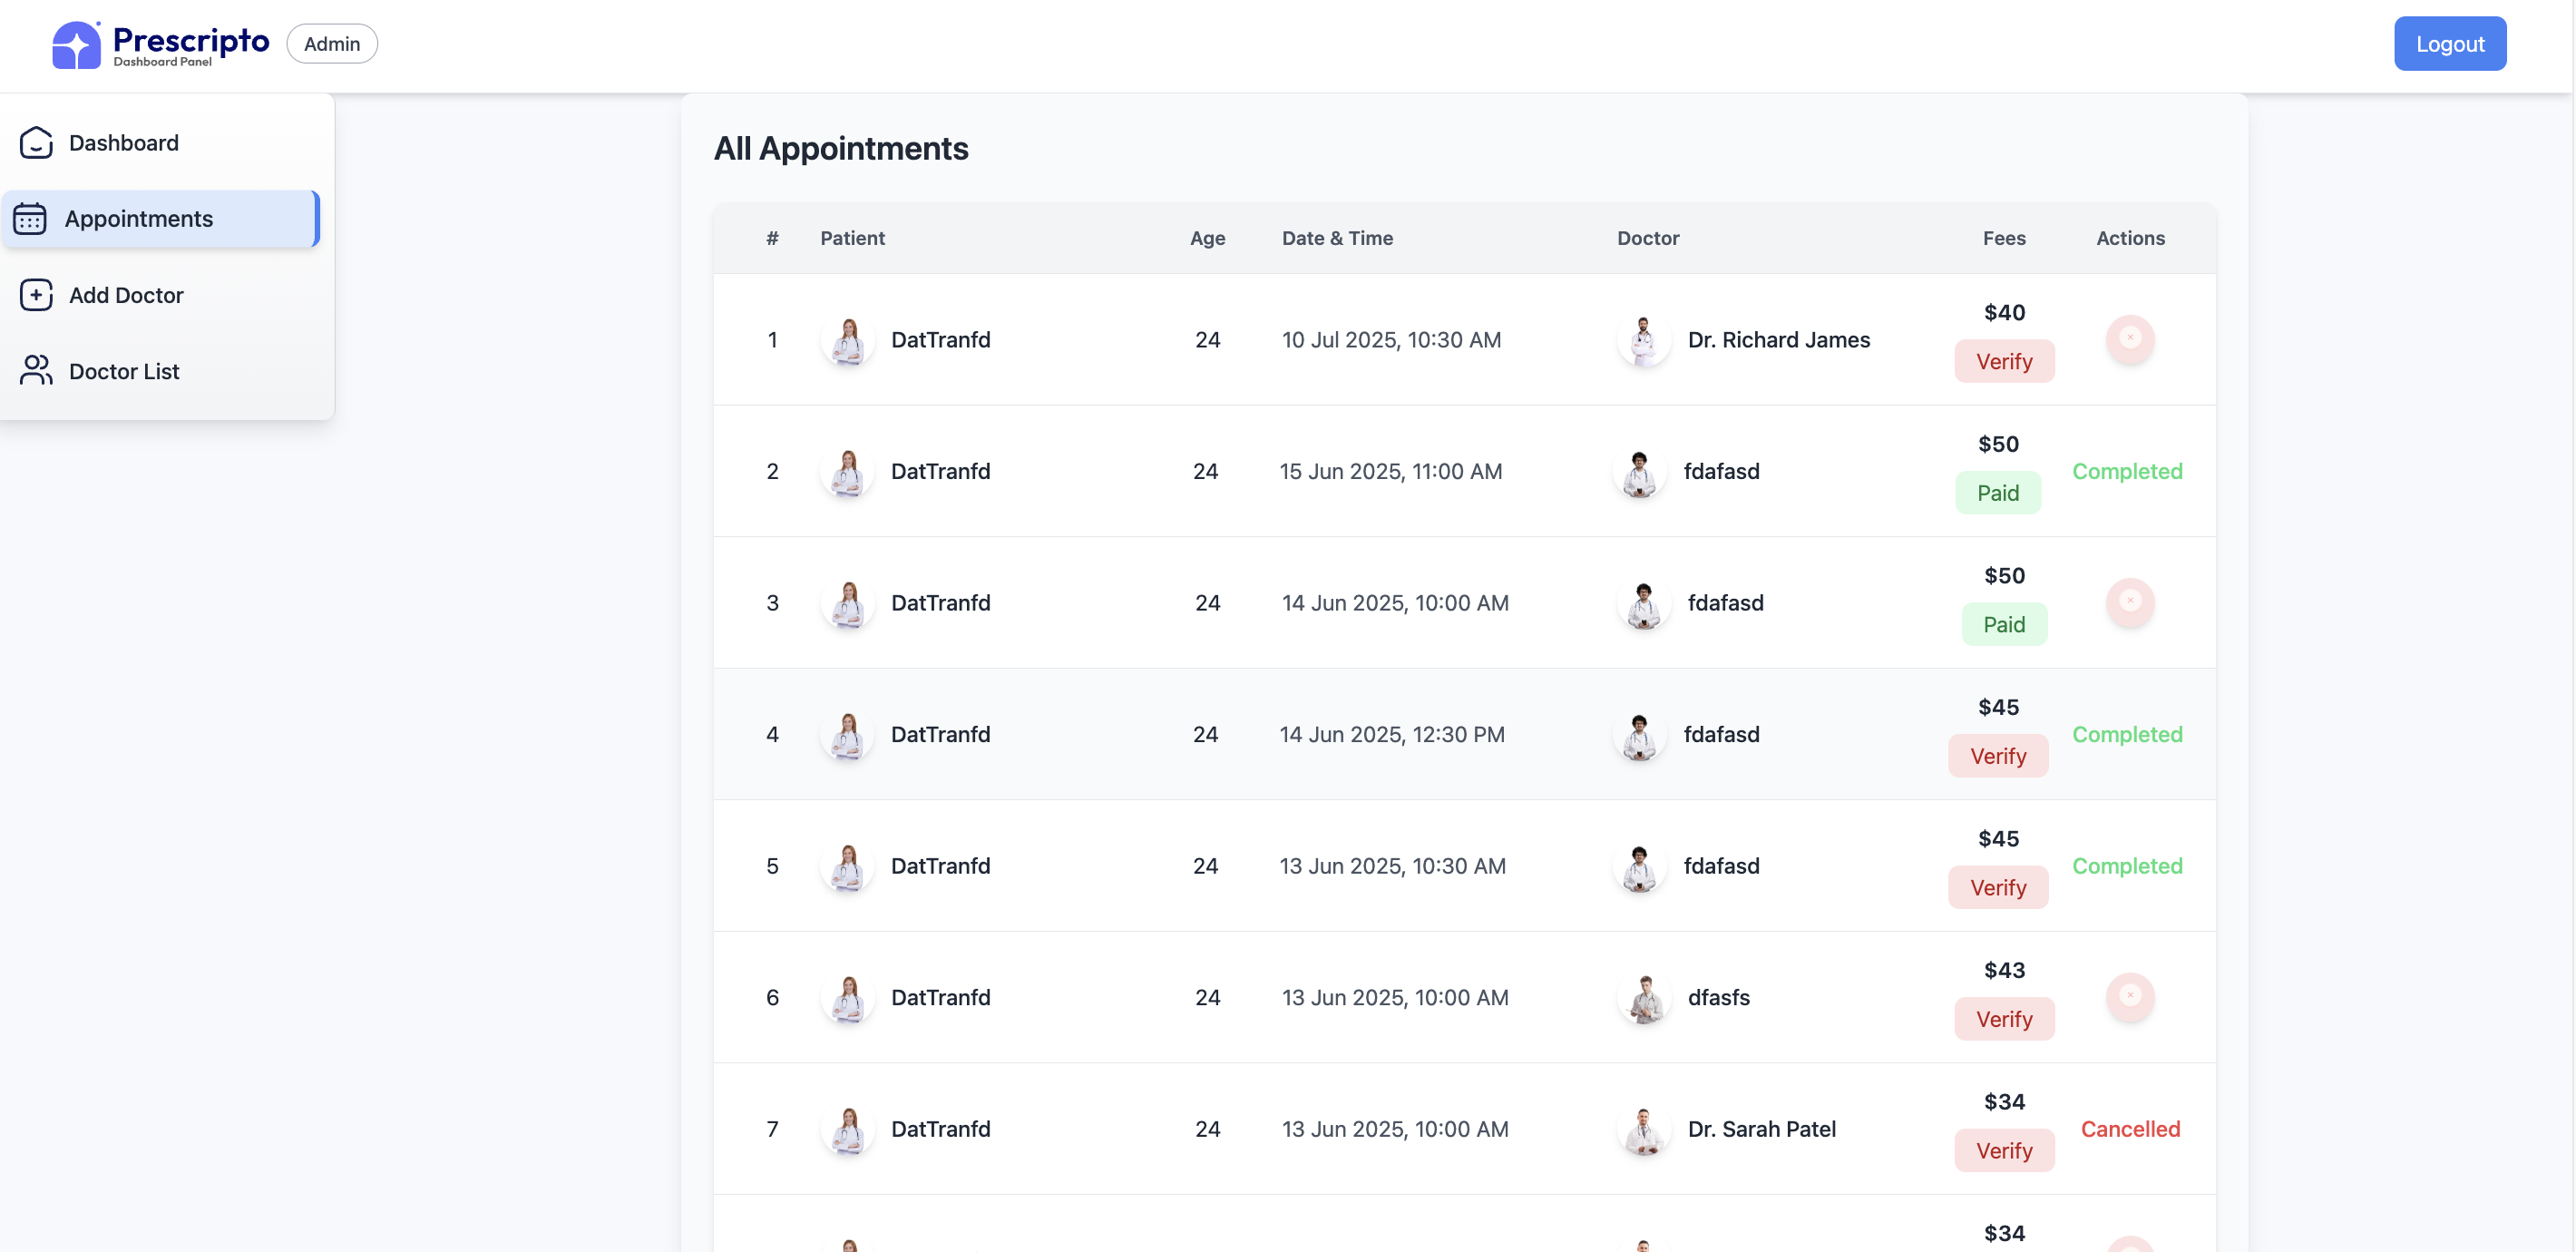 Prescripto
Dashboard Panel
Admin
Logout
Dashboard
Appointments
Add Doctor
Doctor List
All Appointments
# Patient Age Date & Time Doctor Fees Actions
1 DatTranfd 24 10 Jul 2025, 10:30 AM Dr. Richard James $40 Verify
2 DatTranfd 24 15 Jun 2025, 11:00 AM fdafasd $50 Paid Completed
3 DatTranfd 24 14 Jun 2025, 10:00 AM fdafasd $50 Paid
4 DatTranfd 24 14 Jun 2025, 12:30 PM fdafasd $45 Verify Completed
5 DatTranfd 24 13 Jun 2025, 10:30 AM fdafasd $45 Verify Completed
6 DatTranfd 24 13 Jun 2025, 10:00 AM dfasfs $43 Verify
7 DatTranfd 24 13 Jun 2025, 10:00 AM Dr. Sarah Patel $34 Verify Cancelled
$34